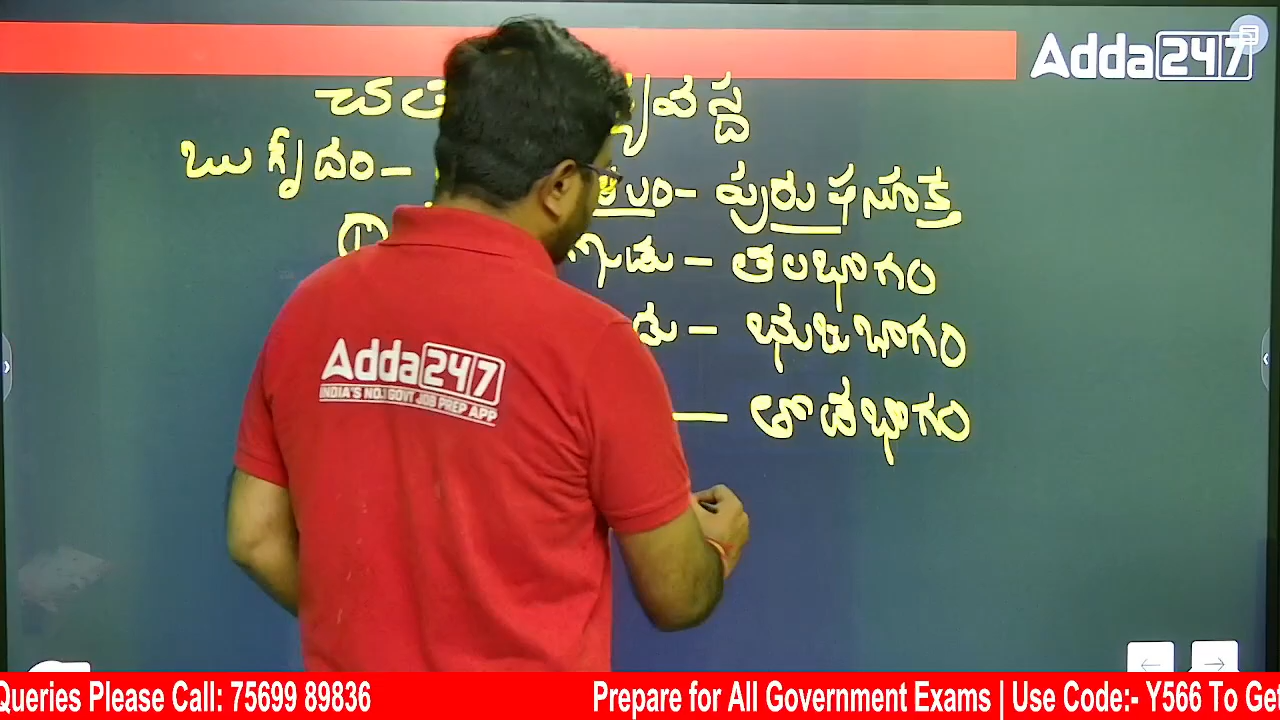 Adda247
వ్యవస్థ
ఋగ్వేదం – లం – పురుషసూక్త
① డు – తలభాగం
డు – భుజభాగం
– తొడభాగం
Adda247
INDIA'S NO.1 GOVT JOB PREP APP
Queries Please Call: 75699 89836 Prepare for All Government Exams | Use Code:- Y566 To Get